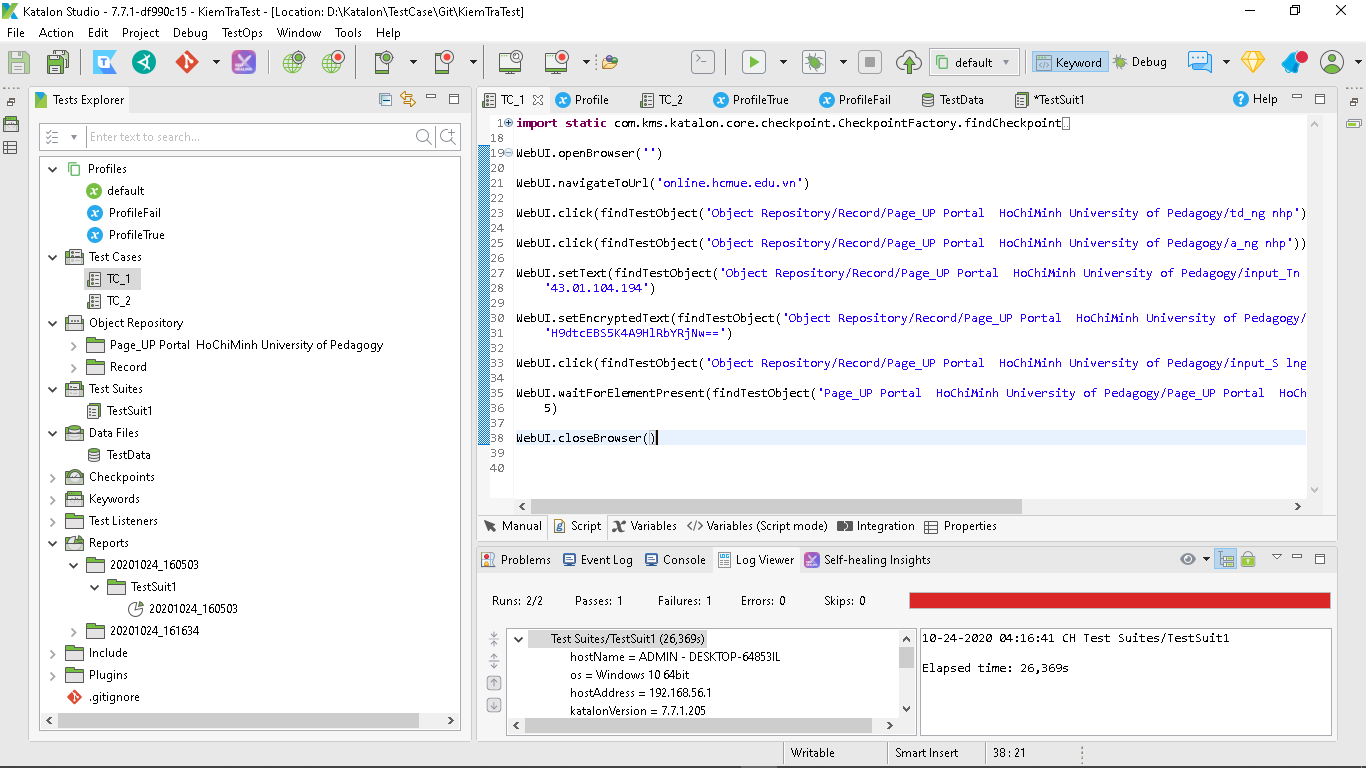 Katalon Studio - 7.7.1-df990c15 - KiemTraTest - [Location: D:\Katalon\TestCase\Git\KiemTraTest]
File Action Edit Project Debug TestOps Window Tools Help
default Keyword Debug
Tests Explorer
Enter text to search...
Profiles
default
ProfileFail
ProfileTrue
Test Cases
TC_1
TC_2
Object Repository
Page_UP Portal HoChiMinh University of Pedagogy
Record
Test Suites
TestSuit1
Data Files
TestData
Checkpoints
Keywords
Test Listeners
Reports
20201024_160503
TestSuit1
20201024_160503
20201024_161634
Include
Plugins
.gitignore
TC_1 Profile TC_2 ProfileTrue ProfileFail TestData *TestSuit1 Help
1 import static com.kms.katalon.core.checkpoint.CheckpointFactory.findCheckpoint
18
19 WebUI.openBrowser('')
20
21 WebUI.navigateToUrl('online.hcmue.edu.vn')
22
23 WebUI.click(findTestObject('Object Repository/Record/Page_UP Portal  HoChiMinh University of Pedagogy/td_ng nhp')
24
25 WebUI.click(findTestObject('Object Repository/Record/Page_UP Portal  HoChiMinh University of Pedagogy/a_ng nhp'))
26
27 WebUI.setText(findTestObject('Object Repository/Record/Page_UP Portal  HoChiMinh University of Pedagogy/input_Tn
28 '43.01.104.194')
29
30 WebUI.setEncryptedText(findTestObject('Object Repository/Record/Page_UP Portal  HoChiMinh University of Pedagogy/
31 'H9dtcEBS5K4A9HlRbYRjNw==')
32
33 WebUI.click(findTestObject('Object Repository/Record/Page_UP Portal  HoChiMinh University of Pedagogy/input_S lng
34
35 WebUI.waitForElementPresent(findTestObject('Page_UP Portal  HoChiMinh University of Pedagogy/Page_UP Portal  HoCh
36 5)
37
38 WebUI.closeBrowser()
39
40
Manual Script Variables Variables (Script mode) Integration Properties
Problems Event Log Console Log Viewer Self-healing Insights
Runs: 2/2 Passes: 1 Failures: 1 Errors: 0 Skips: 0
Test Suites/TestSuit1 (26,369s)
hostName = ADMIN - DESKTOP-64853IL
os = Windows 10 64bit
hostAddress = 192.168.56.1
katalonVersion = 7.7.1.205
10-24-2020 04:16:41 CH Test Suites/TestSuit1
Elapsed time: 26,369s
Writable Smart Insert 38 : 21